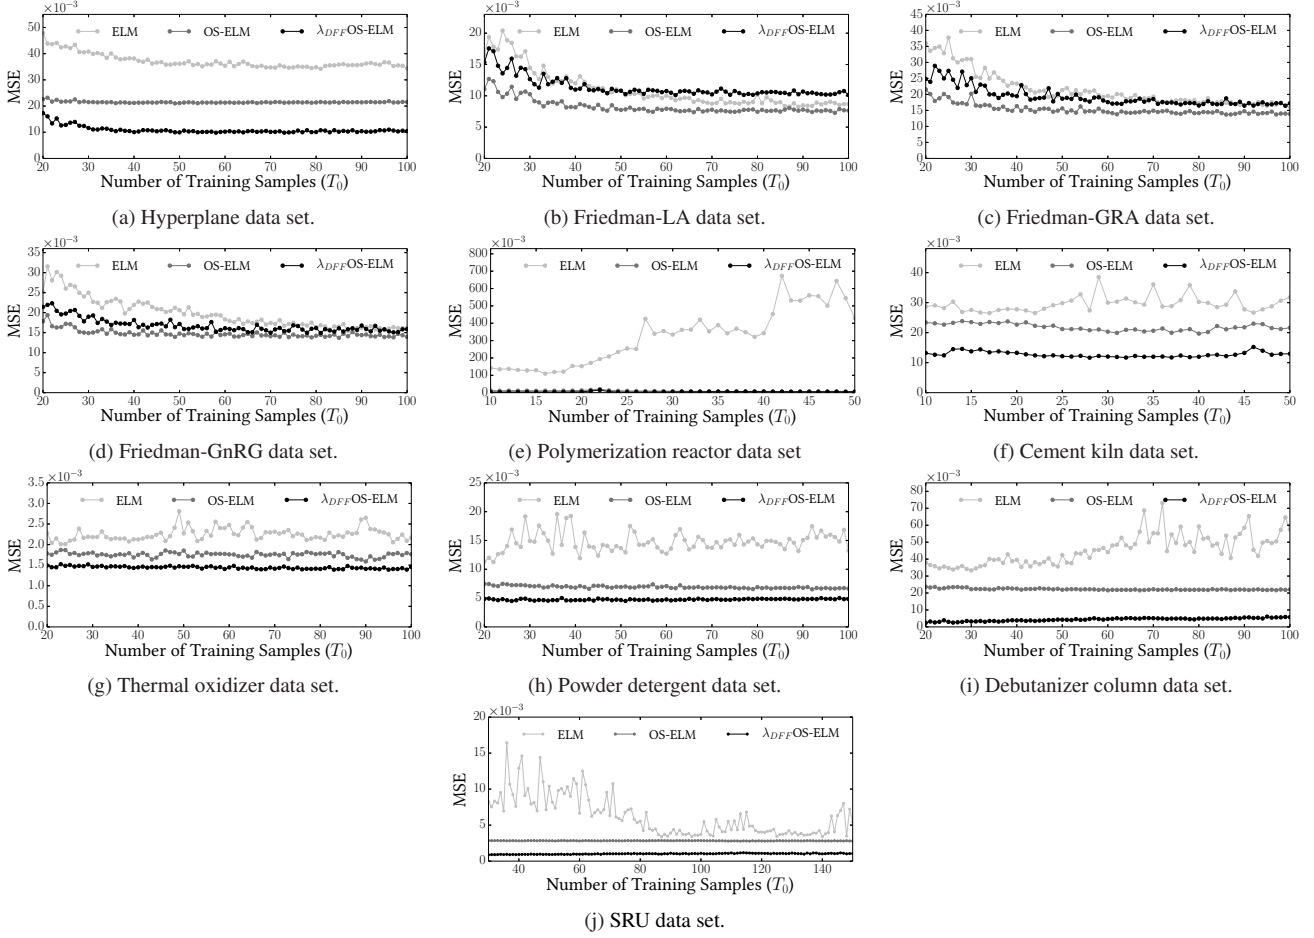 ×10⁻³
ELM OS-ELM λDFFOS-ELM
MSE
50
40
30
20
10
0
20 30 40 50 60 70 80 90 100
Number of Training Samples (T₀)
(a) Hyperplane data set.
×10⁻³
ELM OS-ELM λDFFOS-ELM
MSE
20
15
10
5
0
20 30 40 50 60 70 80 90 100
Number of Training Samples (T₀)
(b) Friedman-LA data set.
×10⁻³
ELM OS-ELM λDFFOS-ELM
MSE
45
40
35
30
25
20
15
10
5
0
20 30 40 50 60 70 80 90 100
Number of Training Samples (T₀)
(c) Friedman-GRA data set.
×10⁻³
ELM OS-ELM λDFFOS-ELM
MSE
35
30
25
20
15
10
5
0
20 30 40 50 60 70 80 90 100
Number of Training Samples (T₀)
(d) Friedman-GnRG data set.
×10⁻³
ELM OS-ELM λDFFOS-ELM
MSE
800
700
600
500
400
300
200
100
0
10 15 20 25 30 35 40 45 50
Number of Training Samples (T₀)
(e) Polymerization reactor data set
×10⁻³
ELM OS-ELM λDFFOS-ELM
MSE
40
30
20
10
0
10 15 20 25 30 35 40 45 50
Number of Training Samples (T₀)
(f) Cement kiln data set.
×10⁻³
ELM OS-ELM λDFFOS-ELM
MSE
3.5
3.0
2.5
2.0
1.5
1.0
0.5
0.0
20 30 40 50 60 70 80 90 100
Number of Training Samples (T₀)
(g) Thermal oxidizer data set.
×10⁻³
ELM OS-ELM λDFFOS-ELM
MSE
25
20
15
10
5
0
20 30 40 50 60 70 80 90 100
Number of Training Samples (T₀)
(h) Powder detergent data set.
×10⁻³
ELM OS-ELM λDFFOS-ELM
MSE
80
70
60
50
40
30
20
10
0
20 30 40 50 60 70 80 90 100
Number of Training Samples (T₀)
(i) Debutanizer column data set.
×10⁻³
ELM OS-ELM λDFFOS-ELM
MSE
20
15
10
5
0
40 60 80 100 120 140
Number of Training Samples (T₀)
(j) SRU data set.